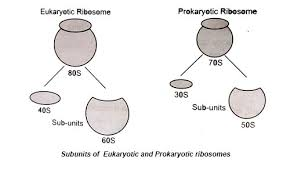 Eukaryotic Ribosome
80S
40S
Sub-units
60S
Prokaryotic Ribosome
70S
30S
Sub-units
50S
Subunits of Eukaryotic and Prokaryotic ribosomes